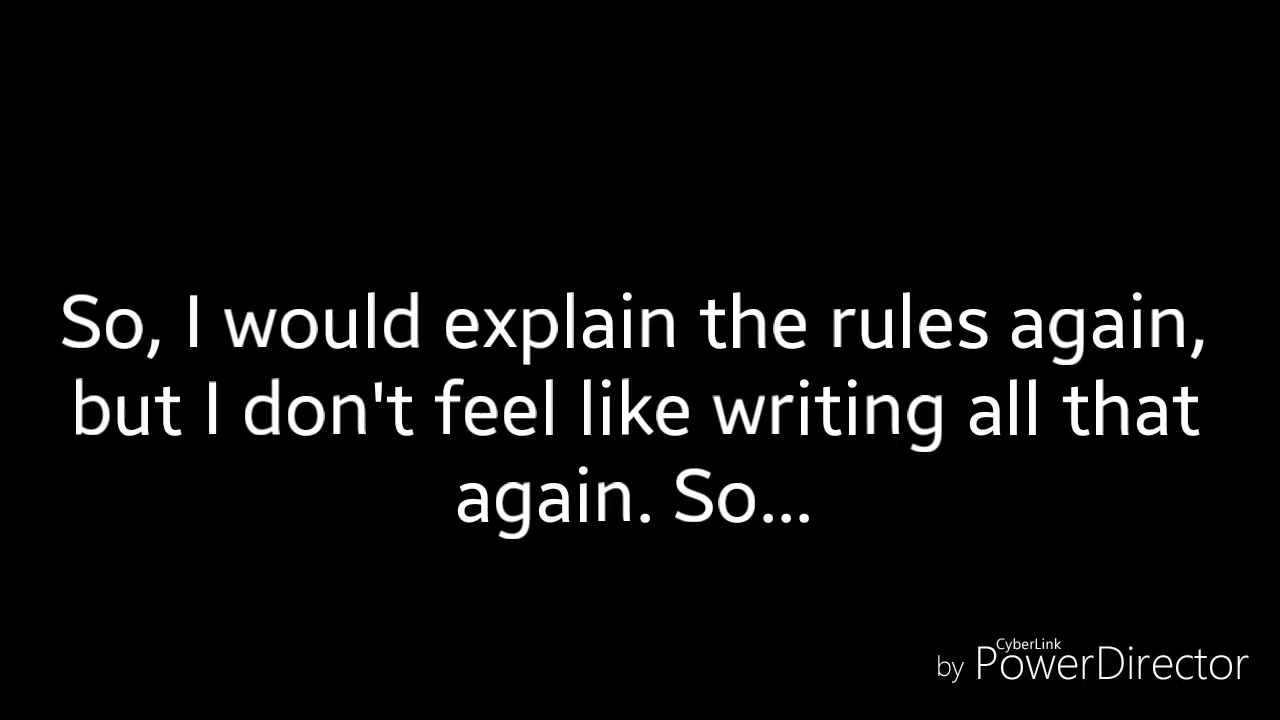 So, I would explain the rules again,
but I don't feel like writing all that
again. So...
CyberLink
by PowerDirector